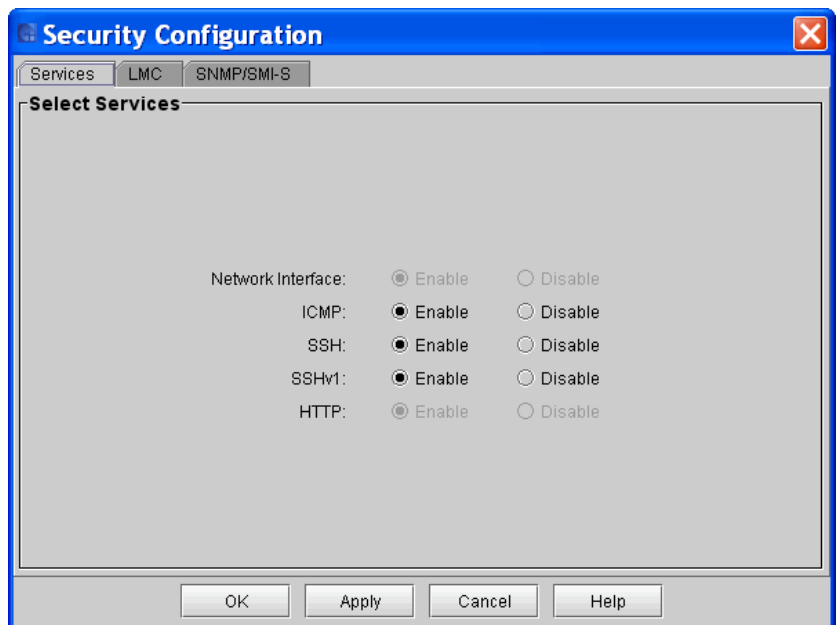 Security Configuration
Services LMC SNMP/SMI-S
Select Services
Network Interface: Enable Disable
ICMP: Enable Disable
SSH: Enable Disable
SSHv1: Enable Disable
HTTP: Enable Disable
OK Apply Cancel Help